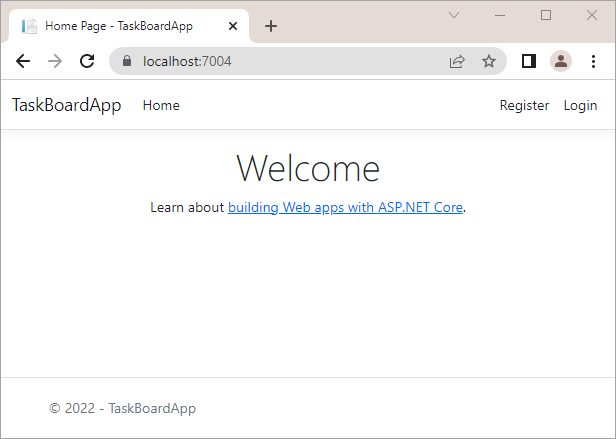 Home Page - TaskBoardApp
localhost:7004
TaskBoardApp Home Register Login
Welcome
Learn about building Web apps with ASP.NET Core.
© 2022 - TaskBoardApp